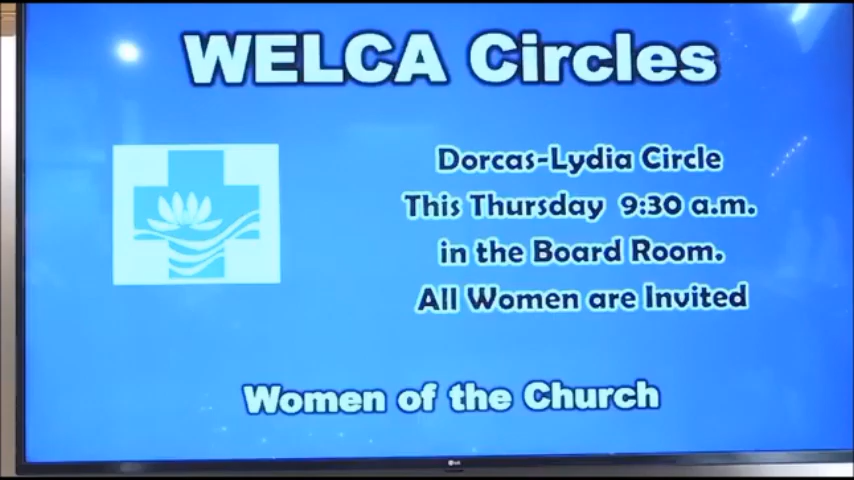 WELCA Circles
Dorcas-Lydia Circle
This Thursday 9:30 a.m.
in the Board Room.
All Women are Invited
Women of the Church
LG